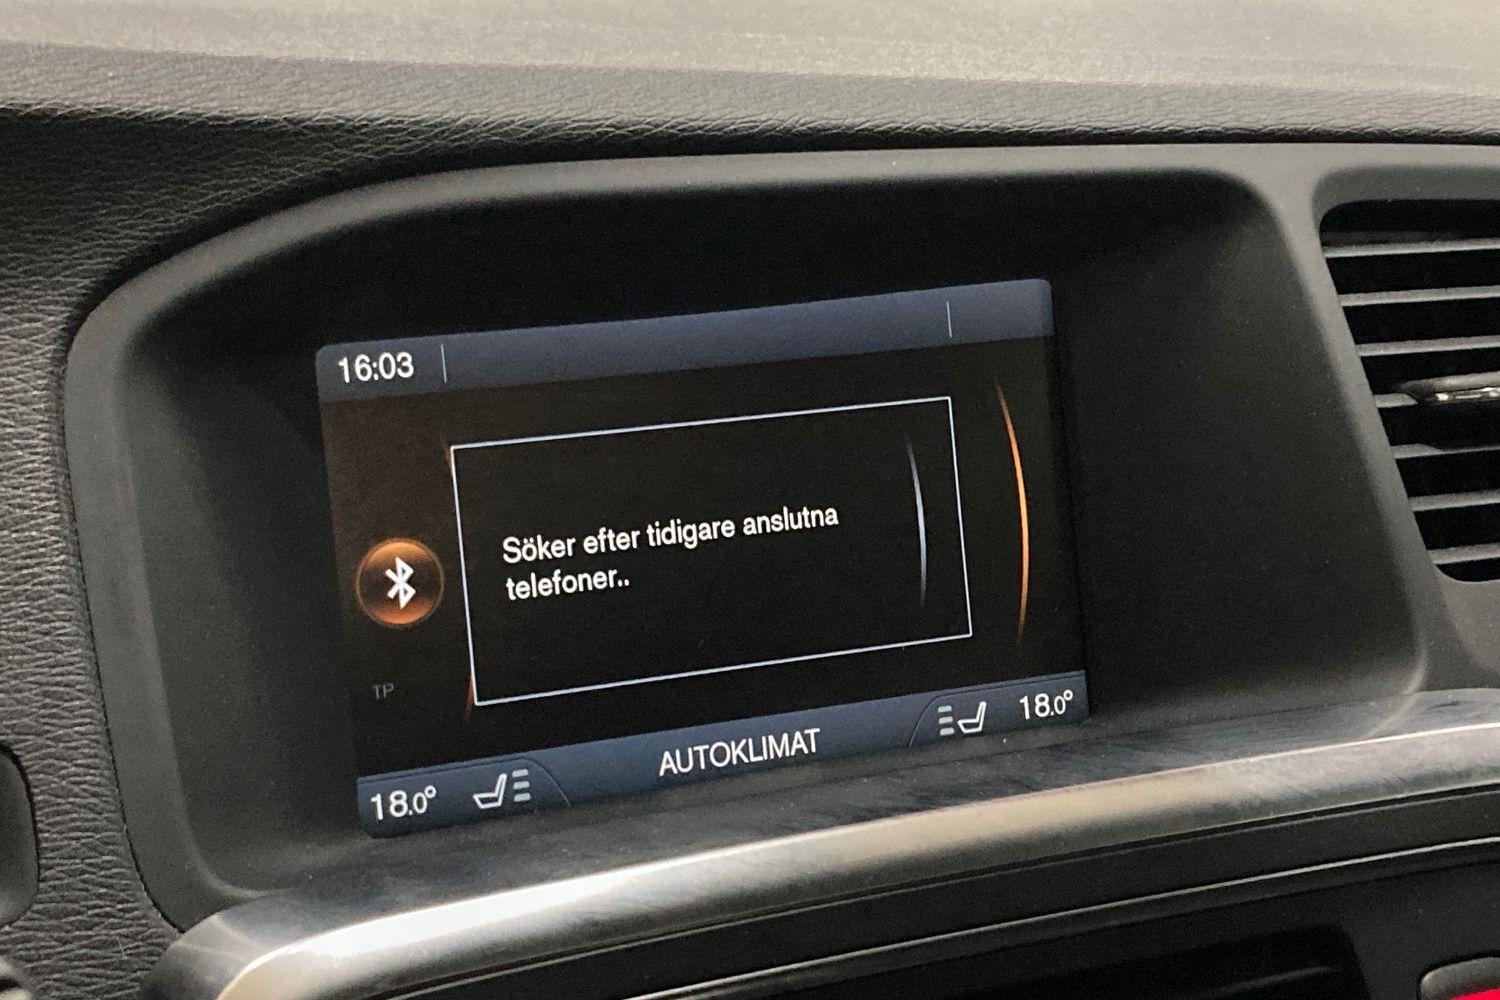 16:03
Söker efter tidigare anslutna
telefoner..
TP
AUTOKLIMAT
18.0°
18.0°